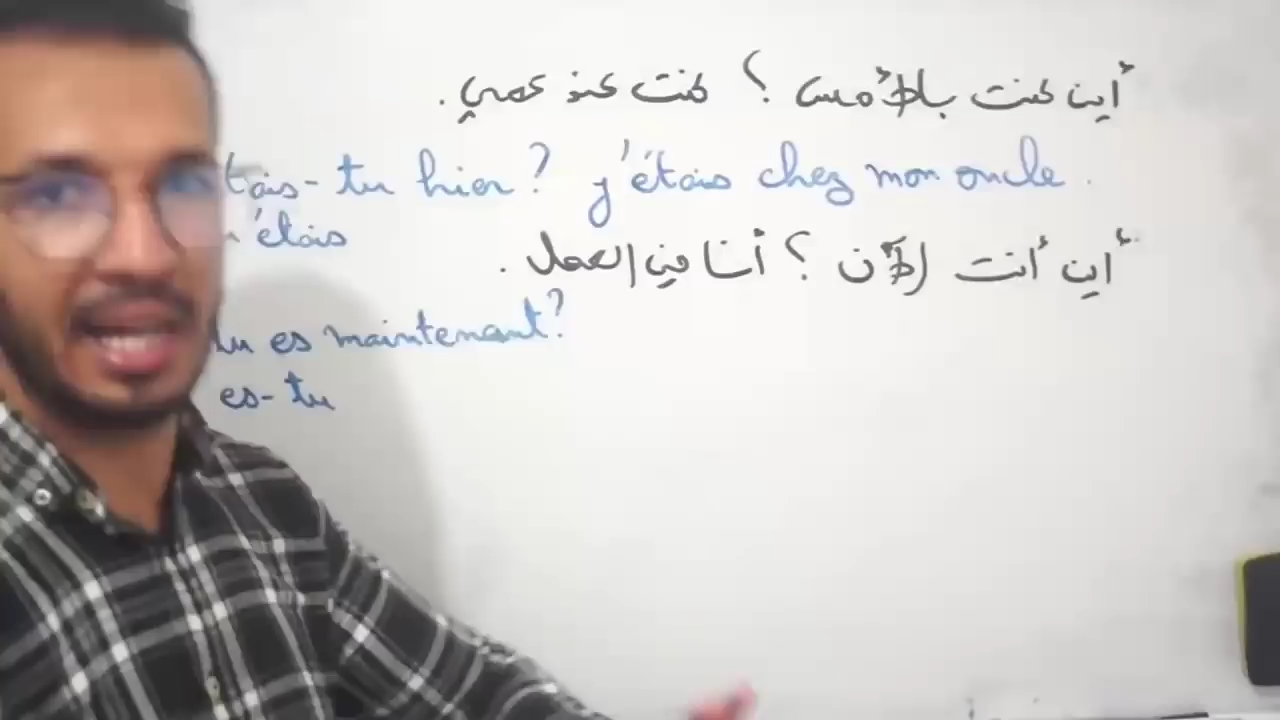 أين كنت بالأمس؟ كنت عند عمي.
tais-tu hier? j'étais chez mon oncle.
'étais
أين أنت الآن؟ أنا في العمل.
tu es maintenant?
es-tu